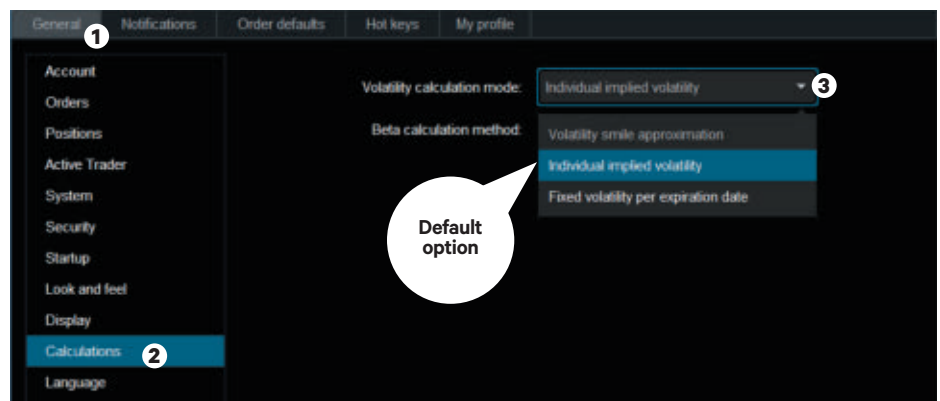 General Notifications Order defaults Hot keys My profile
1
Account
Volatility calculation mode: Individual implied volatility 3
Orders
Positions
Beta calculation method: Volatility smile approximation
Active Trader
Individual implied volatility
System
Fixed volatility per expiration date
Security
Default
option
Startup
Look and feel
Display
Calculations 2
Language